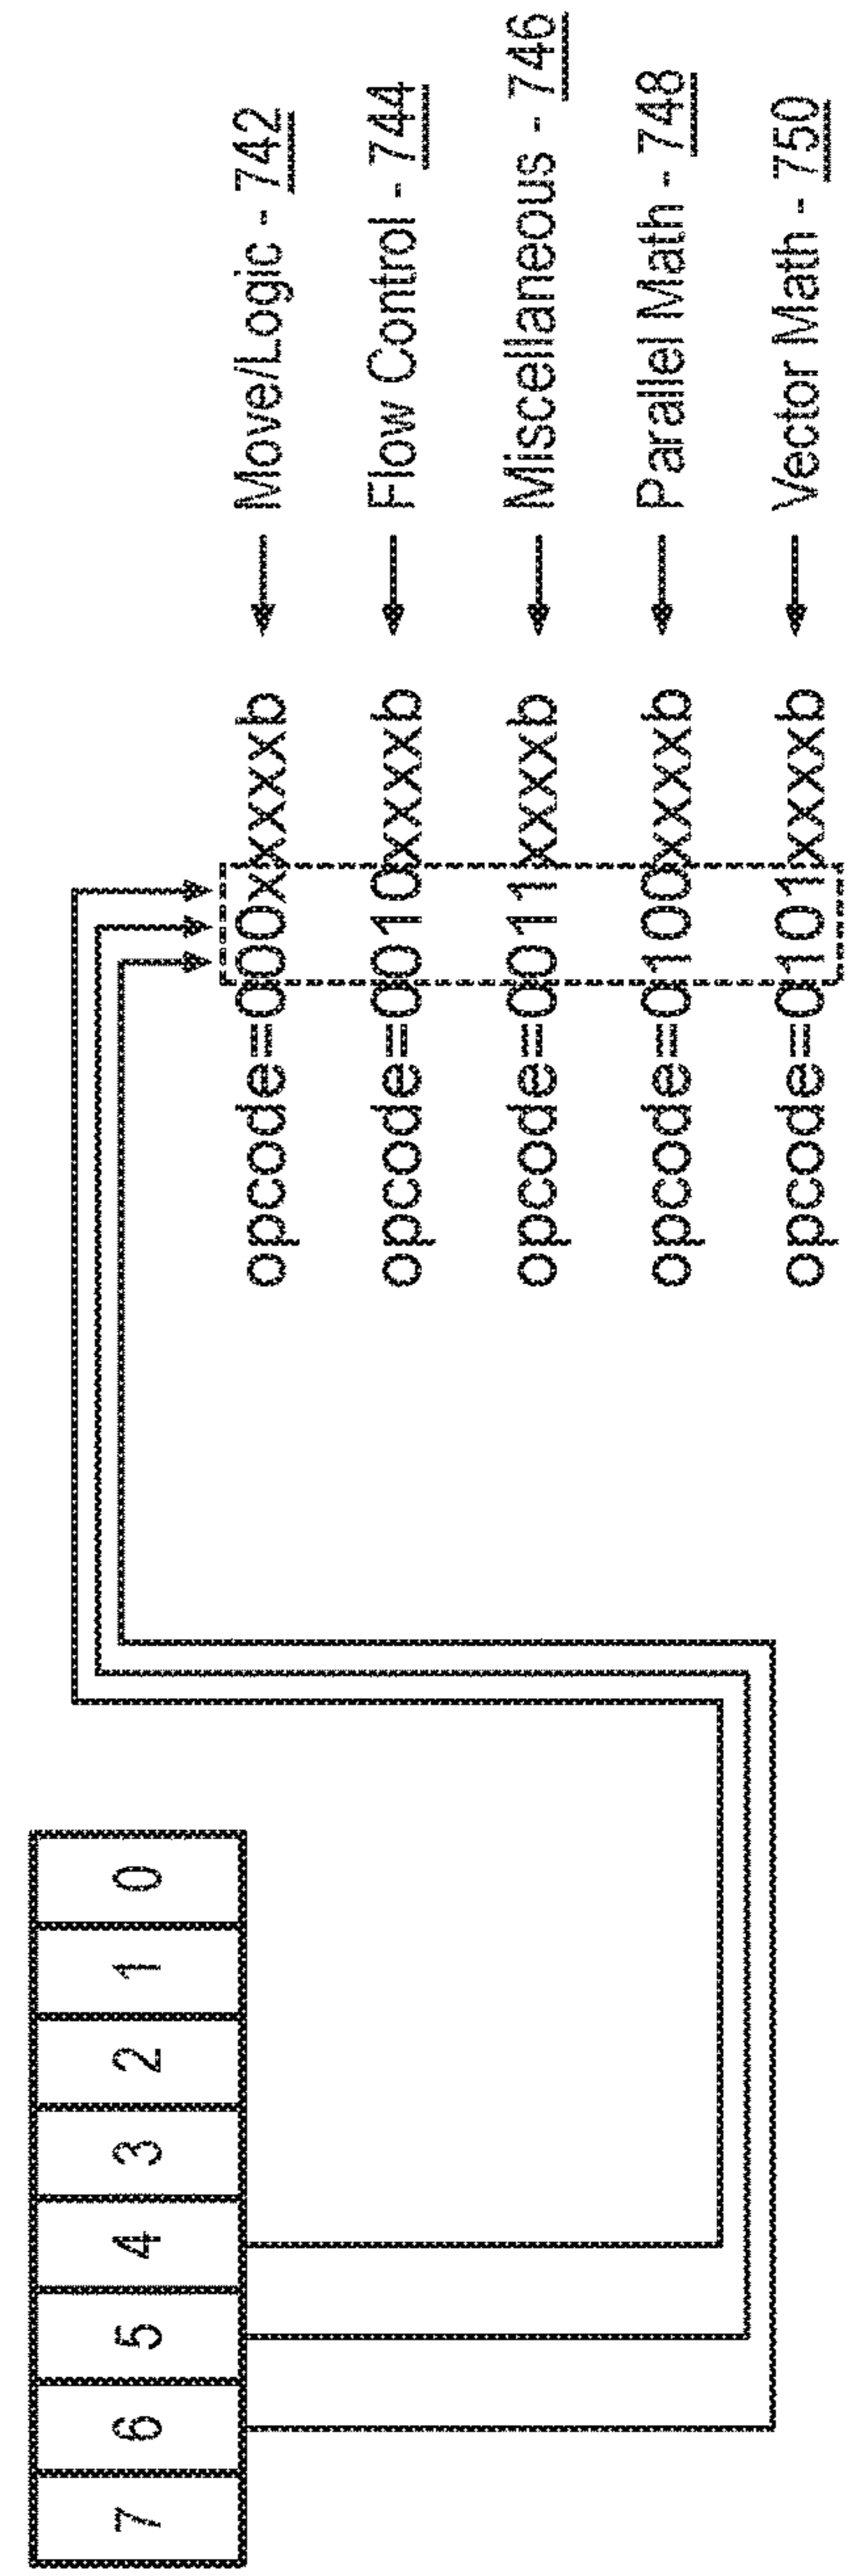 7 6 5 4 3 2 1 0
opcode=000xxxxxb ← Move/Logic - 742
opcode=0010xxxxb ← Flow Control - 744
opcode=0011xxxxb ← Miscellaneous - 746
opcode=0100xxxxb ← Parallel Math - 748
opcode=0101xxxxb ← Vector Math - 750